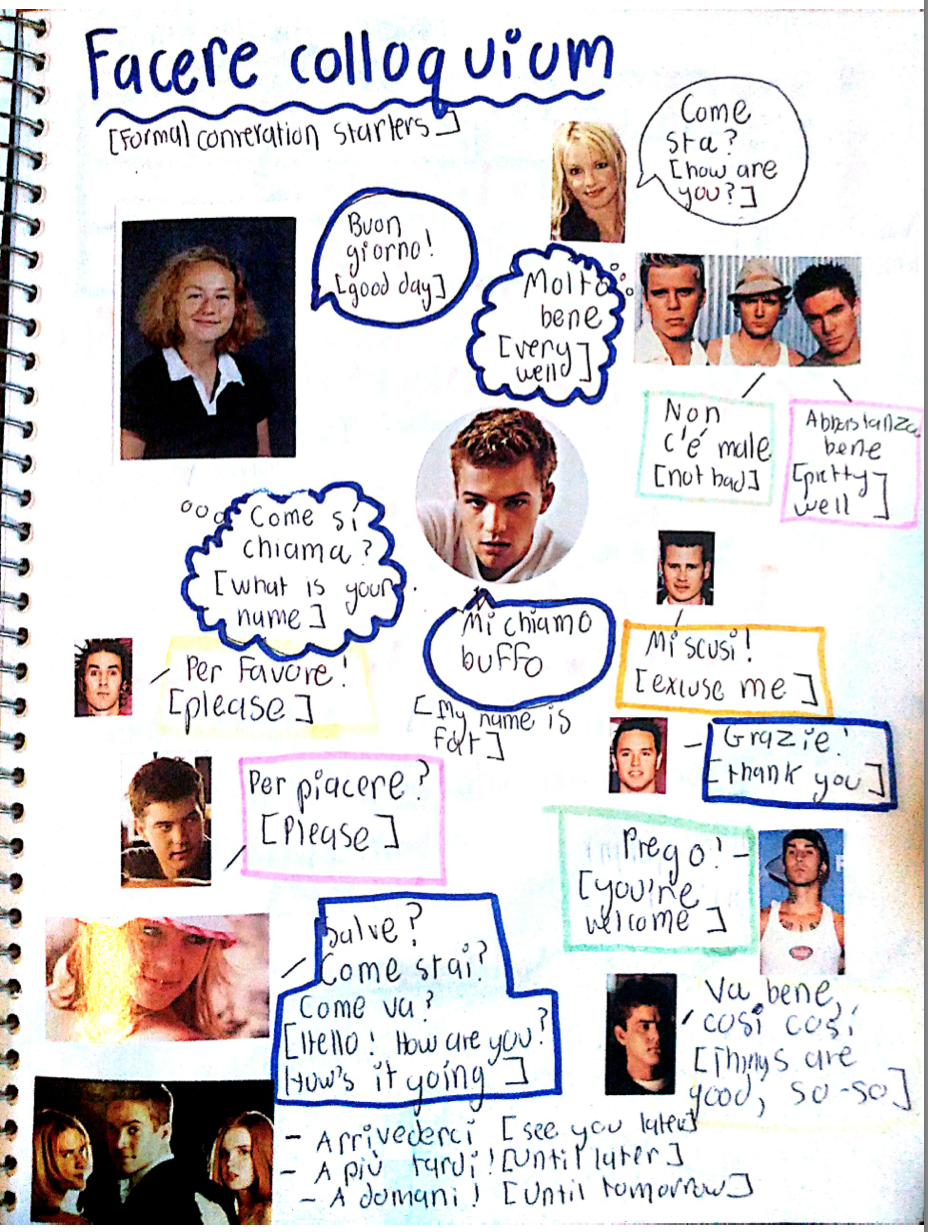 Facere colloquium
[Formal converation starters]
Come
sta?
[how are
you?]
Buon
giorno!
[good day]
Molto
bene
[very
well]
Non
c'é male
[not bad]
Abbastanza
bene
[pretty
well]
Come si
chiama?
[what is your
name]
Mi chiamo
buffo
[My name is
Mi scusi!
[excuse me]
Per Favore!
[please]
Grazie!
[thank you]
Per piacere?
[Please]
Prego!
[you're
welcome]
Salve?
Come stai?
Come va?
[Hello! How are you?
How's it going]
Va bene,
così così
[Things are
good, so-so]
- Arrivederci [see you later]
- A più tardi! [Until later]
- A domani! [Until tomorrow]